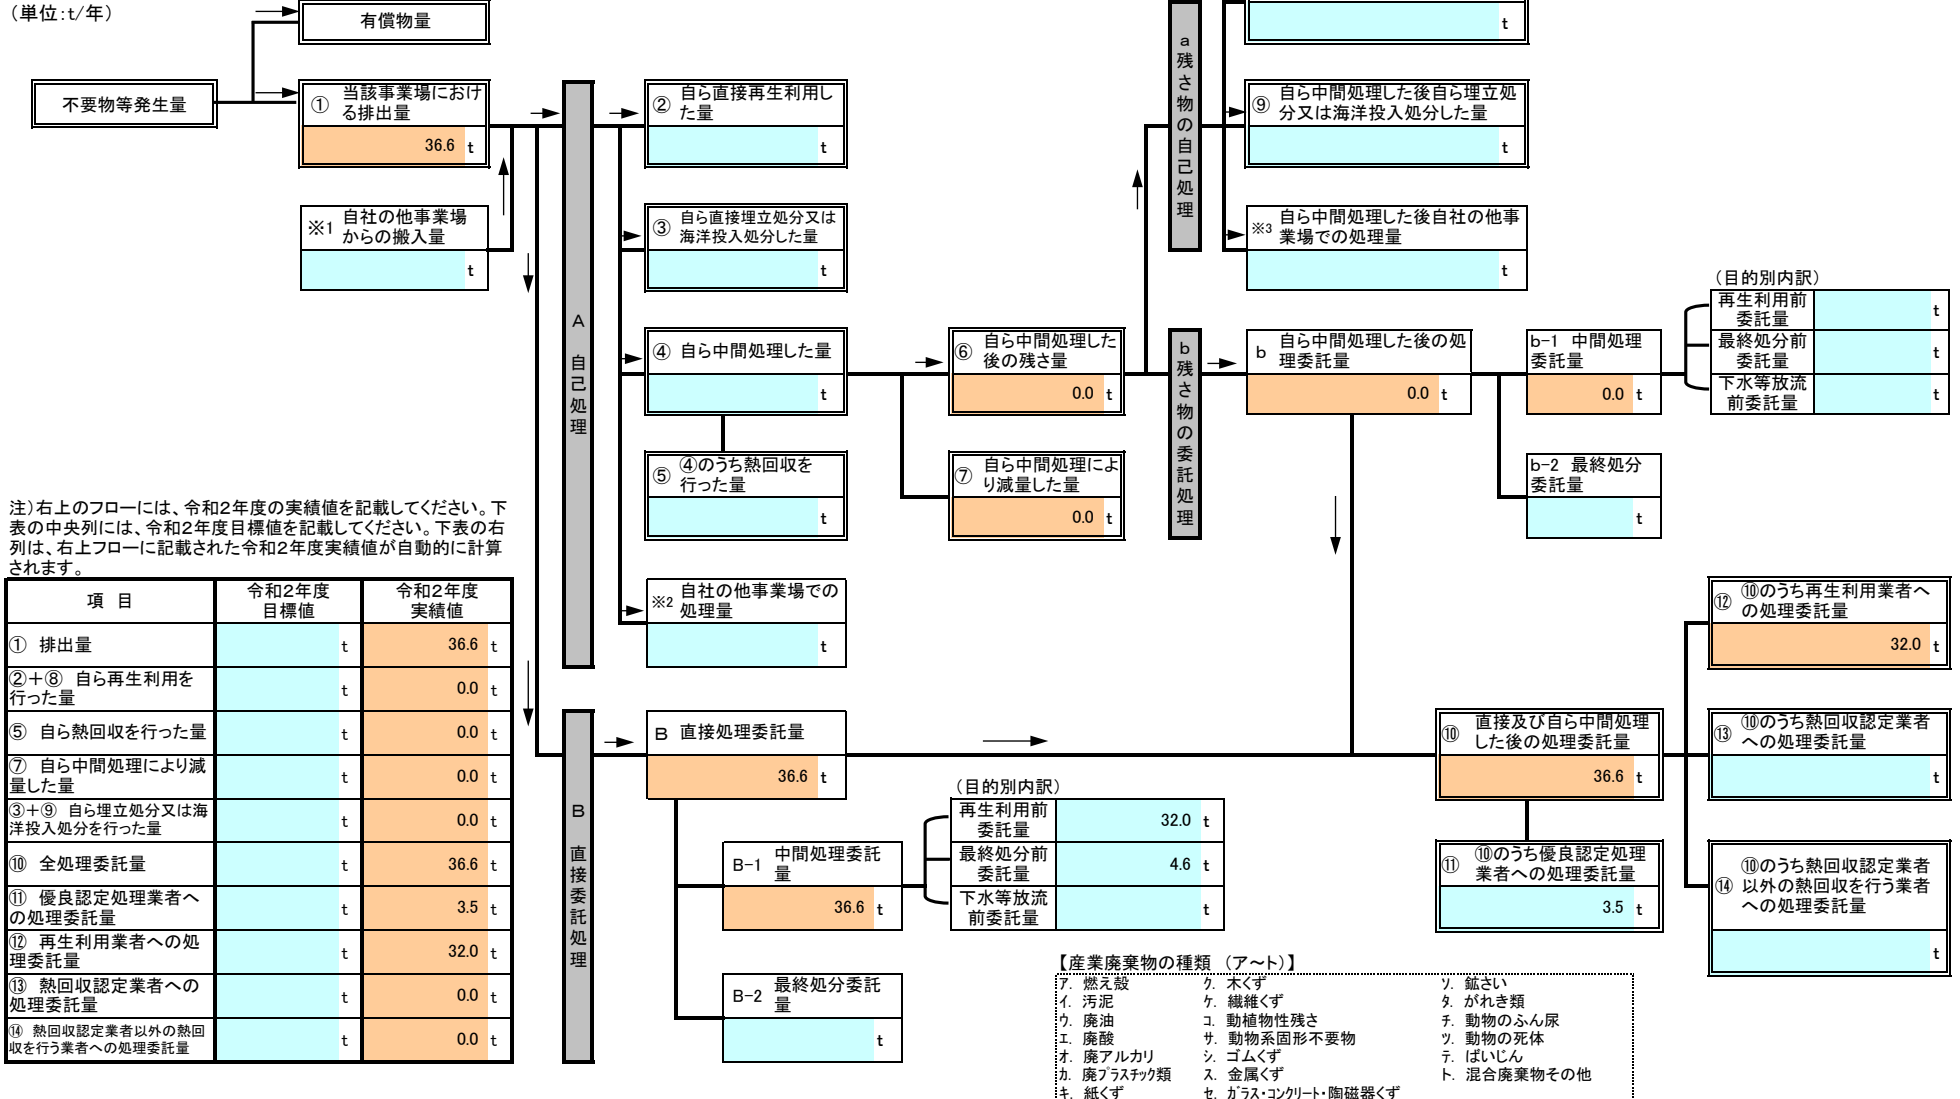 （単位：t/年）
有償物量
不要物等発生量
① 当該事業場におけ
る排出量
36.6 t
※1 自社の他事業場
からの搬入量
t
A 自己処理
② 自ら直接再生利用し
た量
t
③ 自ら直接埋立処分又は
海洋投入処分した量
t
④ 自ら中間処理した量
t
⑤ ④のうち熱回収を
行った量
t
※2 自社の他事業場での
処理量
t
⑥ 自ら中間処理した
後の残さ量
0.0 t
⑦ 自ら中間処理によ
り減量した量
0.0 t
a 残さ物の自己処理
t
⑨ 自ら中間処理した後自ら埋立処
分又は海洋投入処分した量
t
※3 自ら中間処理した後自社の他事
業場での処理量
t
b 残さ物の委託処理
b 自ら中間処理した後の処
理委託量
0.0 t
b-1 中間処理
委託量
0.0 t
b-2 最終処分
委託量
t
（目的別内訳）
再生利用前
委託量
t
最終処分前
委託量
t
下水等放流
前委託量
t
注）右上のフローには、令和2年度の実績値を記載してください。下
表の中央列には、令和2年度目標値を記載してください。下表の右
列は、右上フローに記載された令和2年度実績値が自動的に計算
されます。
項 目 令和2年度
目標値 令和2年度
実績値
① 排出量 t 36.6 t
②＋⑧ 自ら再生利用を
行った量 t 0.0 t
⑤ 自ら熱回収を行った量 t 0.0 t
⑦ 自ら中間処理により減
量した量 t 0.0 t
③＋⑨ 自ら埋立処分又は海
洋投入処分を行った量 t 0.0 t
⑩ 全処理委託量 t 36.6 t
⑪ 優良認定処理業者へ
の処理委託量 t 3.5 t
⑫ 再生利用業者への処
理委託量 t 32.0 t
⑬ 熱回収認定業者への
処理委託量 t 0.0 t
⑭ 熱回収認定業者以外の熱回
収を行う業者への処理委託量 t 0.0 t
B 直接委託処理
B 直接処理委託量
36.6 t
B-1 中間処理委託
量
36.6 t
B-2 最終処分委託
量
t
（目的別内訳）
再生利用前
委託量
32.0 t
最終処分前
委託量
4.6 t
下水等放流
前委託量
t
⑩ 直接及び自ら中間処理
した後の処理委託量
36.6 t
⑪ ⑩のうち優良認定処理
業者への処理委託量
3.5 t
⑫ ⑩のうち再生利用業者へ
の処理委託量
32.0 t
⑬ ⑩のうち熱回収認定業者
への処理委託量
t
⑭ ⑩のうち熱回収認定業者
以外の熱回収を行う業者
への処理委託量
t
【産業廃棄物の種類 （ア～ト）】
ア. 燃え殻 ク. 木くず ソ. 鉱さい
イ. 汚泥 ケ. 繊維くず タ. がれき類
ウ. 廃油 コ. 動植物性残さ チ. 動物のふん尿
エ. 廃酸 サ. 動物系固形不要物 ツ. 動物の死体
オ. 廃アルカリ シ. ゴムくず テ. ばいじん
カ. 廃プラスチック類 ス. 金属くず ト. 混合廃棄物その他
キ. 紙くず セ. ガラス・コンクリート・陶磁器くず